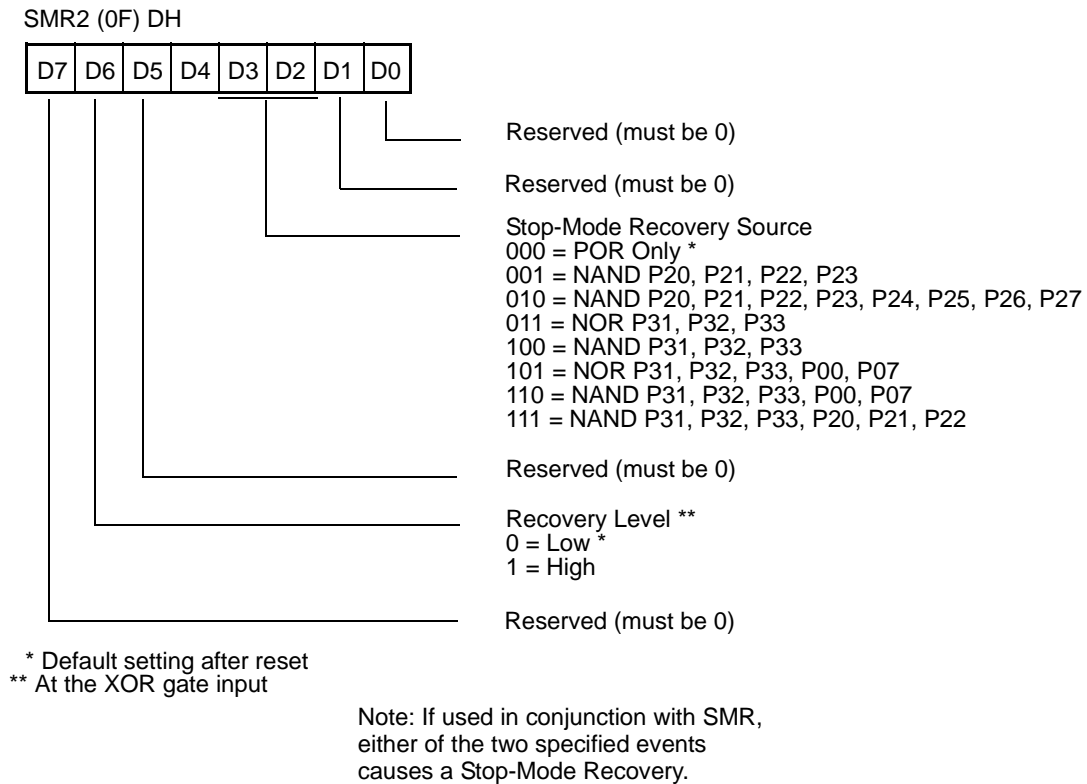 SMR2 (0F) DH
D7 D6 D5 D4 D3 D2 D1 D0
Reserved (must be 0)
Reserved (must be 0)
Stop-Mode Recovery Source
000 = POR Only *
001 = NAND P20, P21, P22, P23
010 = NAND P20, P21, P22, P23, P24, P25, P26, P27
011 = NOR P31, P32, P33
100 = NAND P31, P32, P33
101 = NOR P31, P32, P33, P00, P07
110 = NAND P31, P32, P33, P00, P07
111 = NAND P31, P32, P33, P20, P21, P22
Reserved (must be 0)
Recovery Level **
0 = Low *
1 = High
Reserved (must be 0)
* Default setting after reset
** At the XOR gate input
Note: If used in conjunction with SMR,
either of the two specified events
causes a Stop-Mode Recovery.